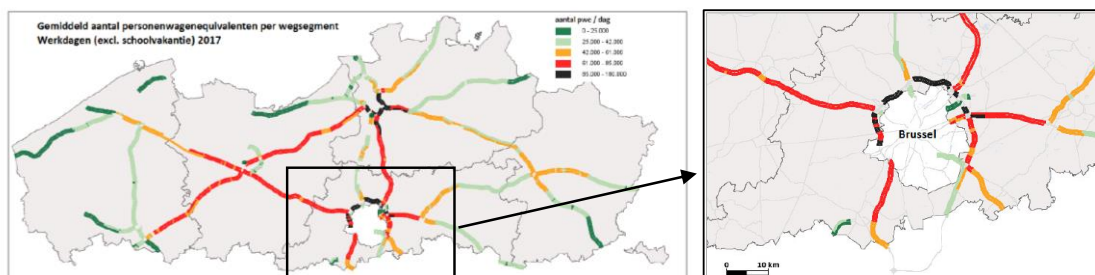 Gemiddeld aantal personenwagenequivalenten per wegsegment
Werkdagen (excl. schoolvakantie) 2017
aantal pwe / dag
0 - 25.000
25.000 - 42.000
42.000 - 61.000
61.000 - 85.000
85.000 - 180.000
Brussel
0 10 km